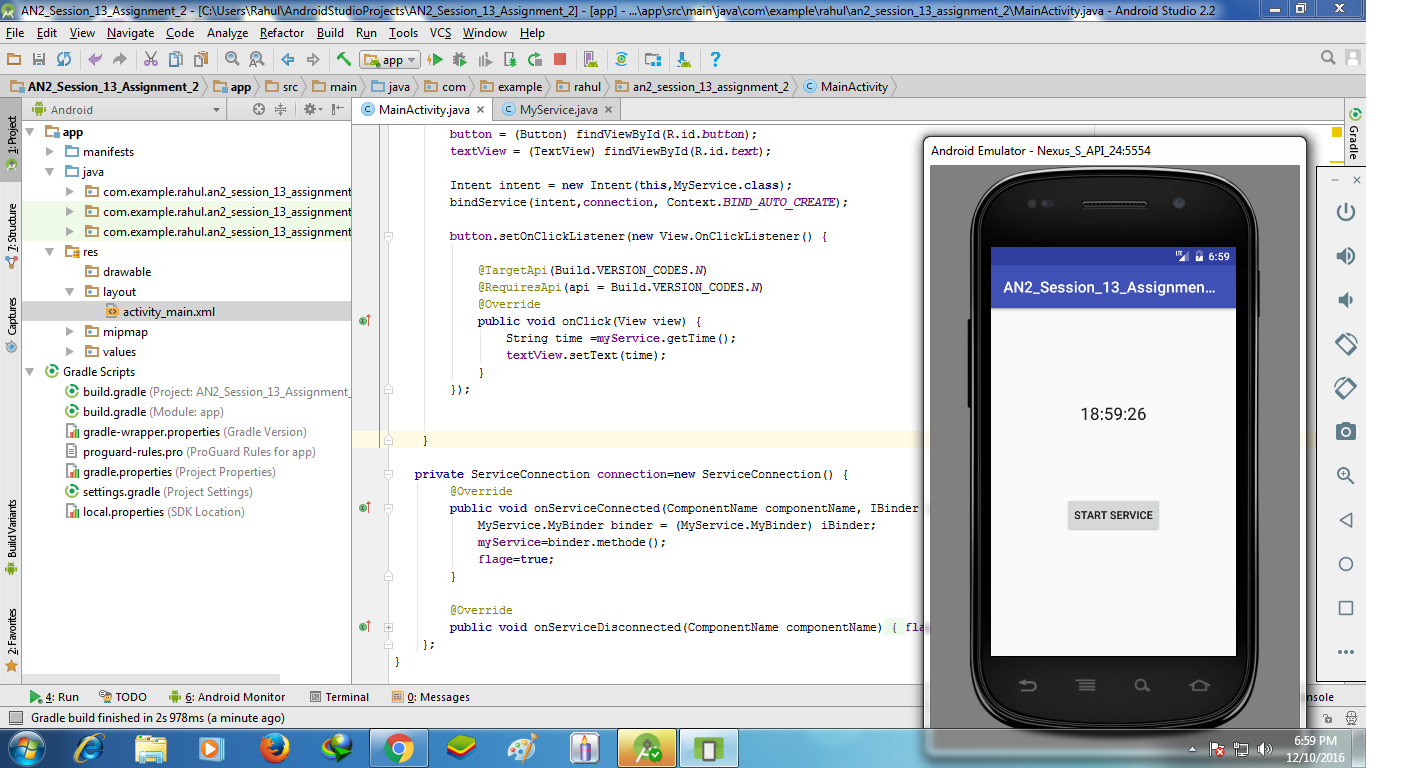 AN2_Session_13_Assignment_2 - [C:\Users\Rahul\AndroidStudioProjects\AN2_Session_13_Assignment_2] - [app] - ...\app\src\main\java\com\example\rahul\an2_session_13_assignment_2\MainActivity.java - Android Studio 2.2
File Edit View Navigate Code Analyze Refactor Build Run Tools VCS Window Help
app
AN2_Session_13_Assignment_2 app src main java com example rahul an2_session_13_assignment_2 MainActivity
Android
MainActivity.java MyService.java
1: Project
7: Structure
Captures
Build Variants
2: Favorites
app
manifests
java
com.example.rahul.an2_session_13_assignment
com.example.rahul.an2_session_13_assignment
com.example.rahul.an2_session_13_assignment
res
drawable
layout
activity_main.xml
mipmap
values
Gradle Scripts
build.gradle (Project: AN2_Session_13_Assignment_
build.gradle (Module: app)
gradle-wrapper.properties (Gradle Version)
proguard-rules.pro (ProGuard Rules for app)
gradle.properties (Project Properties)
settings.gradle (Project Settings)
local.properties (SDK Location)
button = (Button) findViewById(R.id.button);
textView = (TextView) findViewById(R.id.text);
Intent intent = new Intent(this,MyService.class);
bindService(intent,connection, Context.BIND_AUTO_CREATE);
button.setOnClickListener(new View.OnClickListener() {
@TargetApi(Build.VERSION_CODES.N)
@RequiresApi(api = Build.VERSION_CODES.N)
@Override
public void onClick(View view) {
String time =myService.getTime();
textView.setText(time);
}
});
}
private ServiceConnection connection=new ServiceConnection() {
@Override
public void onServiceConnected(ComponentName componentName, IBinder
MyService.MyBinder binder = (MyService.MyBinder) iBinder;
myService=binder.methode();
flage=true;
}
@Override
public void onServiceDisconnected(ComponentName componentName) { fla
};
}
Gradle
Android Emulator - Nexus_S_API_24:5554
LTE 6:59
AN2_Session_13_Assignmen...
18:59:26
START SERVICE
4: Run TODO 6: Android Monitor Terminal 0: Messages nsole
Gradle build finished in 2s 978ms (a minute ago)
6:59 PM
12/10/2016